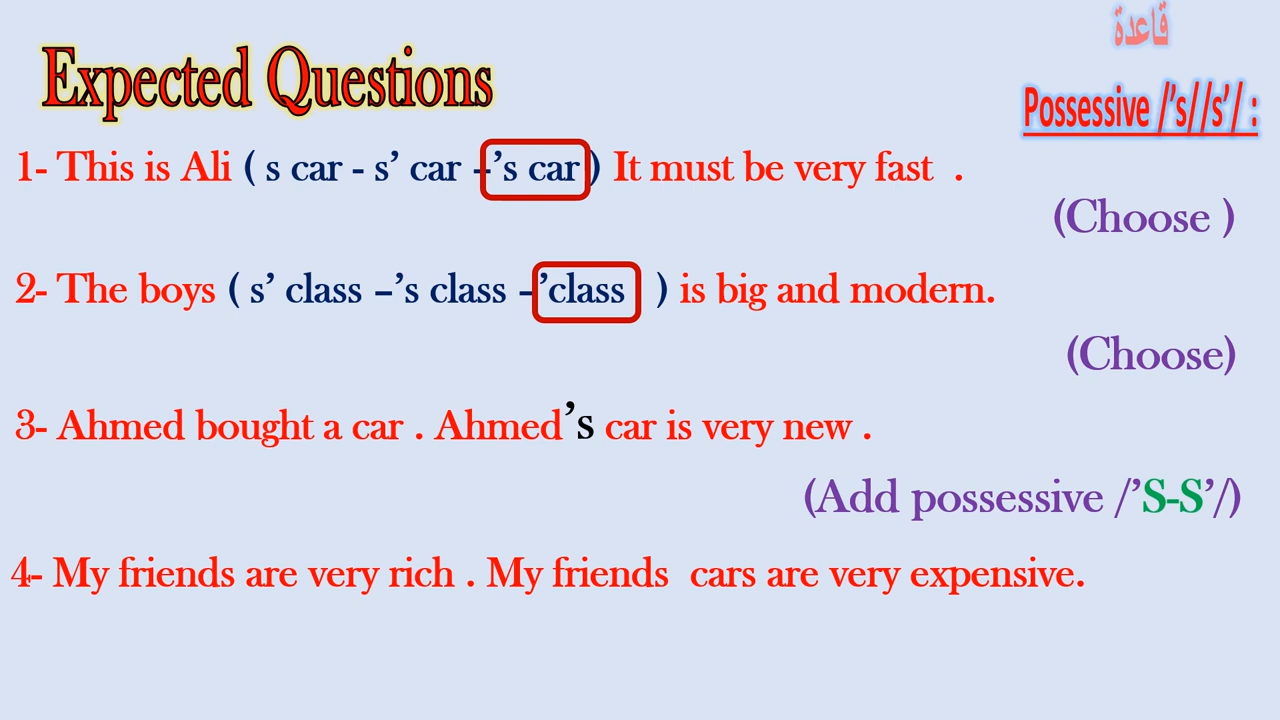 قاعدة
Expected Questions
Possessive /’s//s’/ :
1- This is Ali ( s car - s’ car –’s car ) It must be very fast .
(Choose )
2- The boys ( s’ class –’s class –’class ) is big and modern.
(Choose)
3- Ahmed bought a car . Ahmed’s car is very new .
(Add possessive /’S-S’/)
4- My friends are very rich . My friends cars are very expensive.